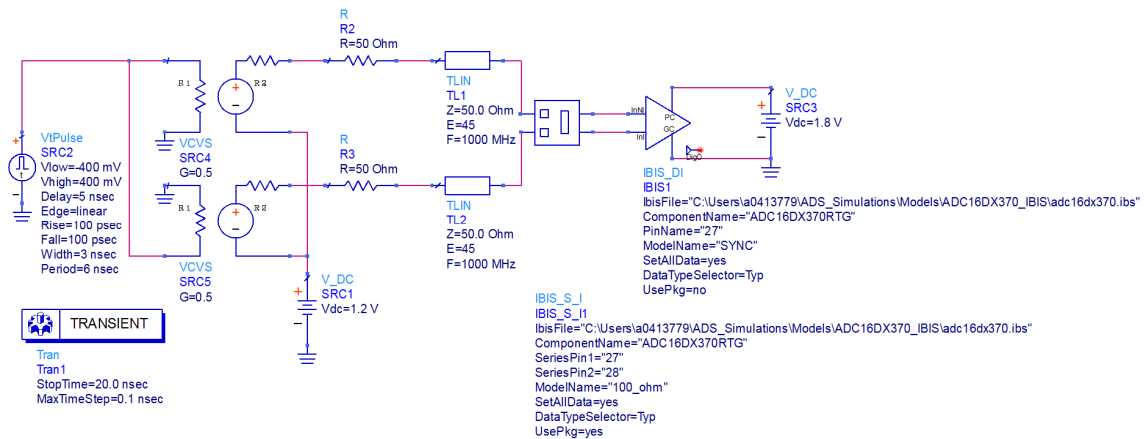 R
R2
R=50 Ohm
R1
R2
VCVS
SRC4
G=0.5
TLIN
TL1
Z=50.0 Ohm
E=45
F=1000 MHz
VtPulse
SRC2
Vlow=-400 mV
Vhigh=400 mV
Delay=5 nsec
Edge=linear
Rise=100 psec
Fall=100 psec
Width=3 nsec
Period=6 nsec
t
R
R3
R=50 Ohm
R1
R2
VCVS
SRC5
G=0.5
TLIN
TL2
Z=50.0 Ohm
E=45
F=1000 MHz
V_DC
SRC1
Vdc=1.2 V
InNI
InI
PC
GC
DigO
V_DC
SRC3
Vdc=1.8 V
IBIS_DI
IBIS1
IbisFile="C:\Users\a0413779\ADS_Simulations\Models\ADC16DX370_IBIS\adc16dx370.ibs"
ComponentName="ADC16DX370RTG"
PinName="27"
ModelName="SYNC"
SetAllData=yes
DataTypeSelector=Typ
UsePkg=no
IBIS_S_I
IBIS_S_I1
IbisFile="C:\Users\a0413779\ADS_Simulations\Models\ADC16DX370_IBIS\adc16dx370.ibs"
ComponentName="ADC16DX370RTG"
SeriesPin1="27"
SeriesPin2="28"
ModelName="100_ohm"
SetAllData=yes
DataTypeSelector=Typ
UsePkg=yes
TRANSIENT
Tran
Tran1
StopTime=20.0 nsec
MaxTimeStep=0.1 nsec